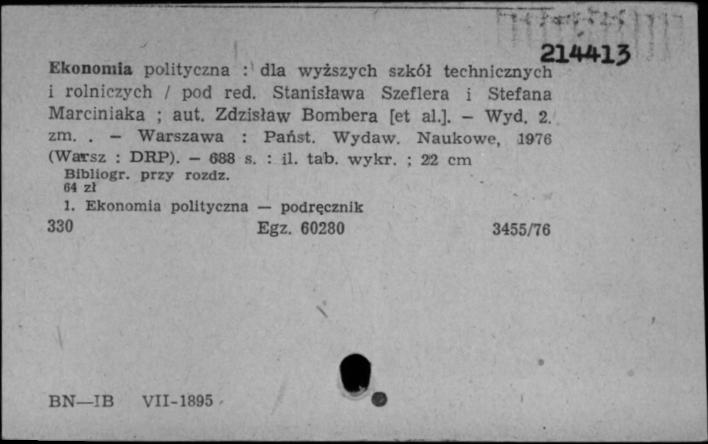 214413
Ekonomia polityczna : dla wyższych szkół technicznych
i rolniczych / pod red. Stanisława Szeflera i Stefana
Marciniaka ; aut. Zdzisław Bombera [et al.]. — Wyd. 2.
zm. . — Warszawa : Państ. Wydaw. Naukowe, 1976
(Warsz : DRP). — 688 s. : il. tab. wykr. ; 22 cm
Bibliogr. przy rozdz.
64 zł
1. Ekonomia polityczna — podręcznik
330 Egz. 60280 3455/76
BN—IB VII-1895